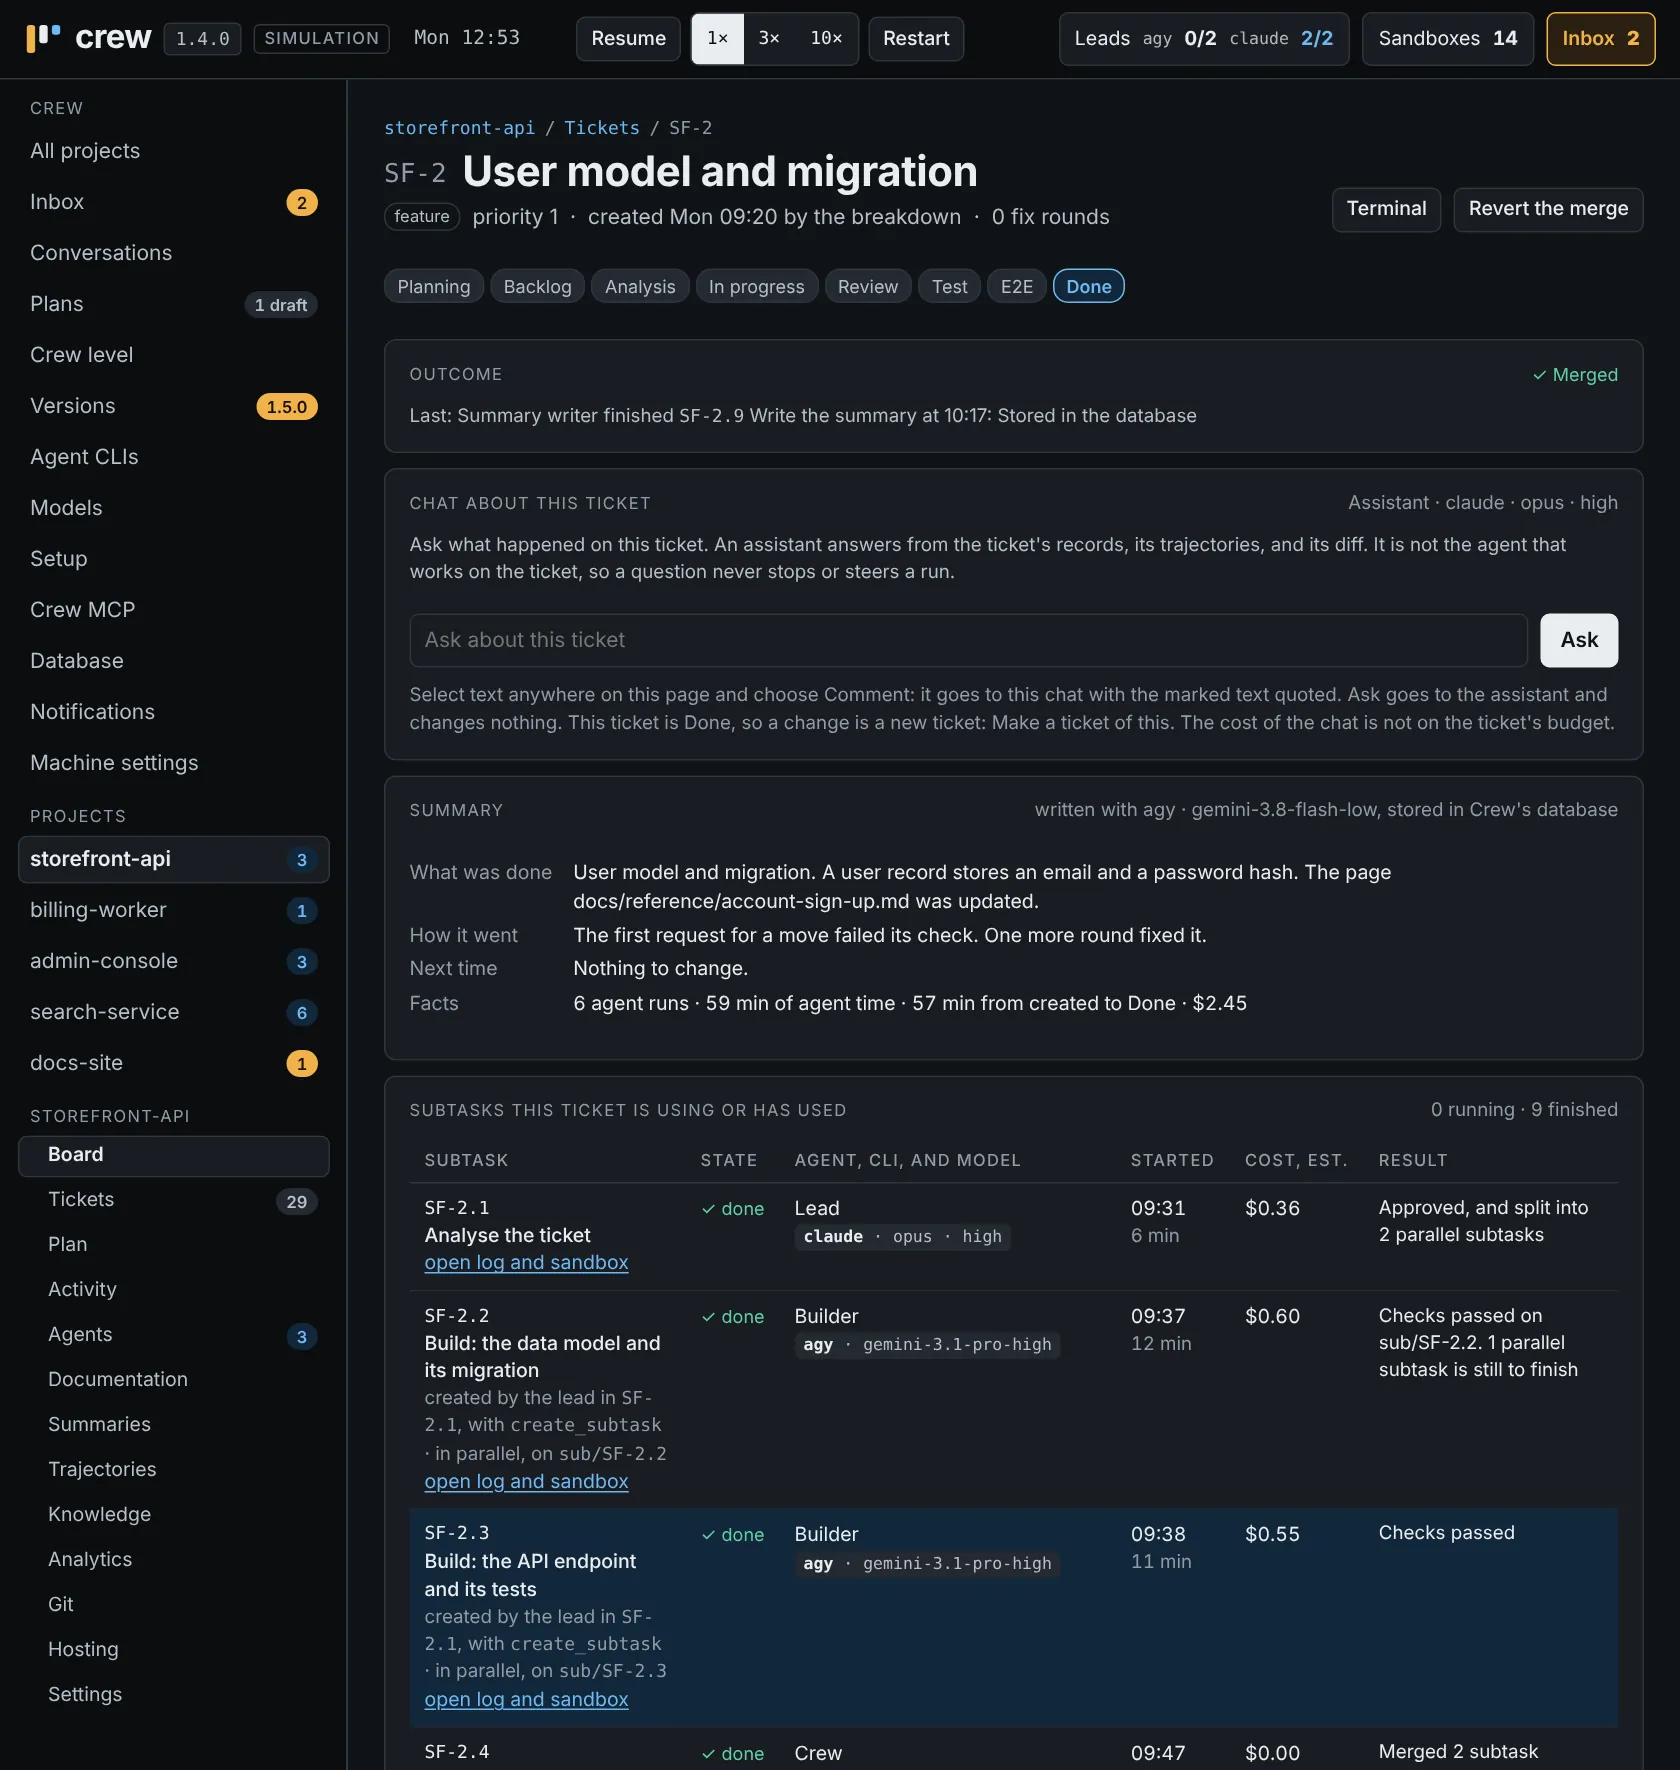 crew 1.4.0 SIMULATION Mon 12:53 Resume 1× 3× 10× Restart Leads agy 0/2 claude 2/2 Sandboxes 14 Inbox 2
CREW
All projects
Inbox 2
Conversations
Plans 1 draft
Crew level
Versions 1.5.0
Agent CLIs
Models
Setup
Crew MCP
Database
Notifications
Machine settings
PROJECTS
storefront-api 3
billing-worker 1
admin-console 3
search-service 6
docs-site 1
STOREFRONT-API
Board
Tickets 29
Plan
Activity
Agents 3
Documentation
Summaries
Trajectories
Knowledge
Analytics
Git
Hosting
Settings
storefront-api / Tickets / SF-2
SF-2 User model and migration
feature priority 1 · created Mon 09:20 by the breakdown · 0 fix rounds
Terminal Revert the merge
Planning Backlog Analysis In progress Review Test E2E Done
OUTCOME ✓ Merged
Last: Summary writer finished SF-2.9 Write the summary at 10:17: Stored in the database
CHAT ABOUT THIS TICKET Assistant · claude · opus · high
Ask what happened on this ticket. An assistant answers from the ticket's records, its trajectories, and its diff. It is not the agent that
works on the ticket, so a question never stops or steers a run.
Ask about this ticket Ask
Select text anywhere on this page and choose Comment: it goes to this chat with the marked text quoted. Ask goes to the assistant and
changes nothing. This ticket is Done, so a change is a new ticket: Make a ticket of this. The cost of the chat is not on the ticket's budget.
SUMMARY written with agy · gemini-3.8-flash-low, stored in Crew's database
What was done User model and migration. A user record stores an email and a password hash. The page
docs/reference/account-sign-up.md was updated.
How it went The first request for a move failed its check. One more round fixed it.
Next time Nothing to change.
Facts 6 agent runs · 59 min of agent time · 57 min from created to Done · $2.45
SUBTASKS THIS TICKET IS USING OR HAS USED 0 running · 9 finished
SUBTASK STATE AGENT, CLI, AND MODEL STARTED COST, EST. RESULT
SF-2.1 ✓ done Lead 09:31 $0.36 Approved, and split into
Analyse the ticket claude · opus · high 6 min 2 parallel subtasks
open log and sandbox
SF-2.2 ✓ done Builder 09:37 $0.60 Checks passed on
Build: the data model and agy · gemini-3.1-pro-high 12 min sub/SF-2.2. 1 parallel
its migration subtask is still to finish
created by the lead in SF-
2.1, with create_subtask
· in parallel, on sub/SF-2.2
open log and sandbox
SF-2.3 ✓ done Builder 09:38 $0.55 Checks passed
Build: the API endpoint agy · gemini-3.1-pro-high 11 min
and its tests
created by the lead in SF-
2.1, with create_subtask
· in parallel, on sub/SF-2.3
open log and sandbox
SF-2.4 ✓ done Crew 09:47 $0.00 Merged 2 subtask